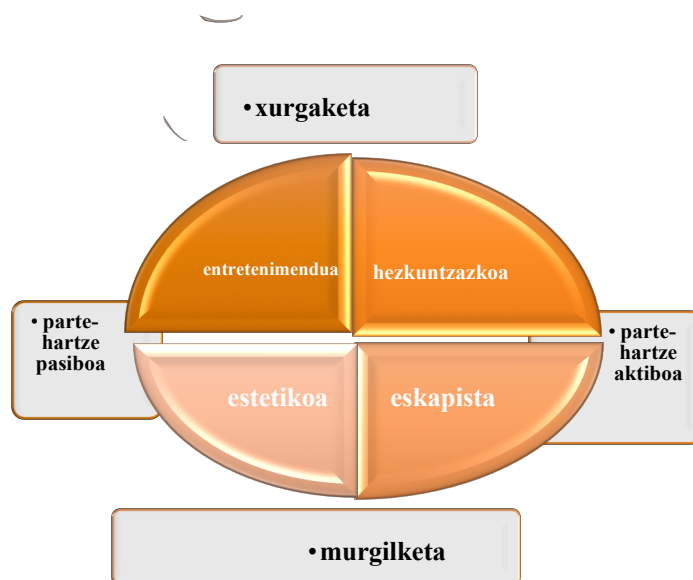 • xurgaketa
entretenimendua
hezkuntzazkoa
• parte-
hartze
pasiboa
• parte-
hartze
aktiboa
estetikoa
eskapista
• murgilketa